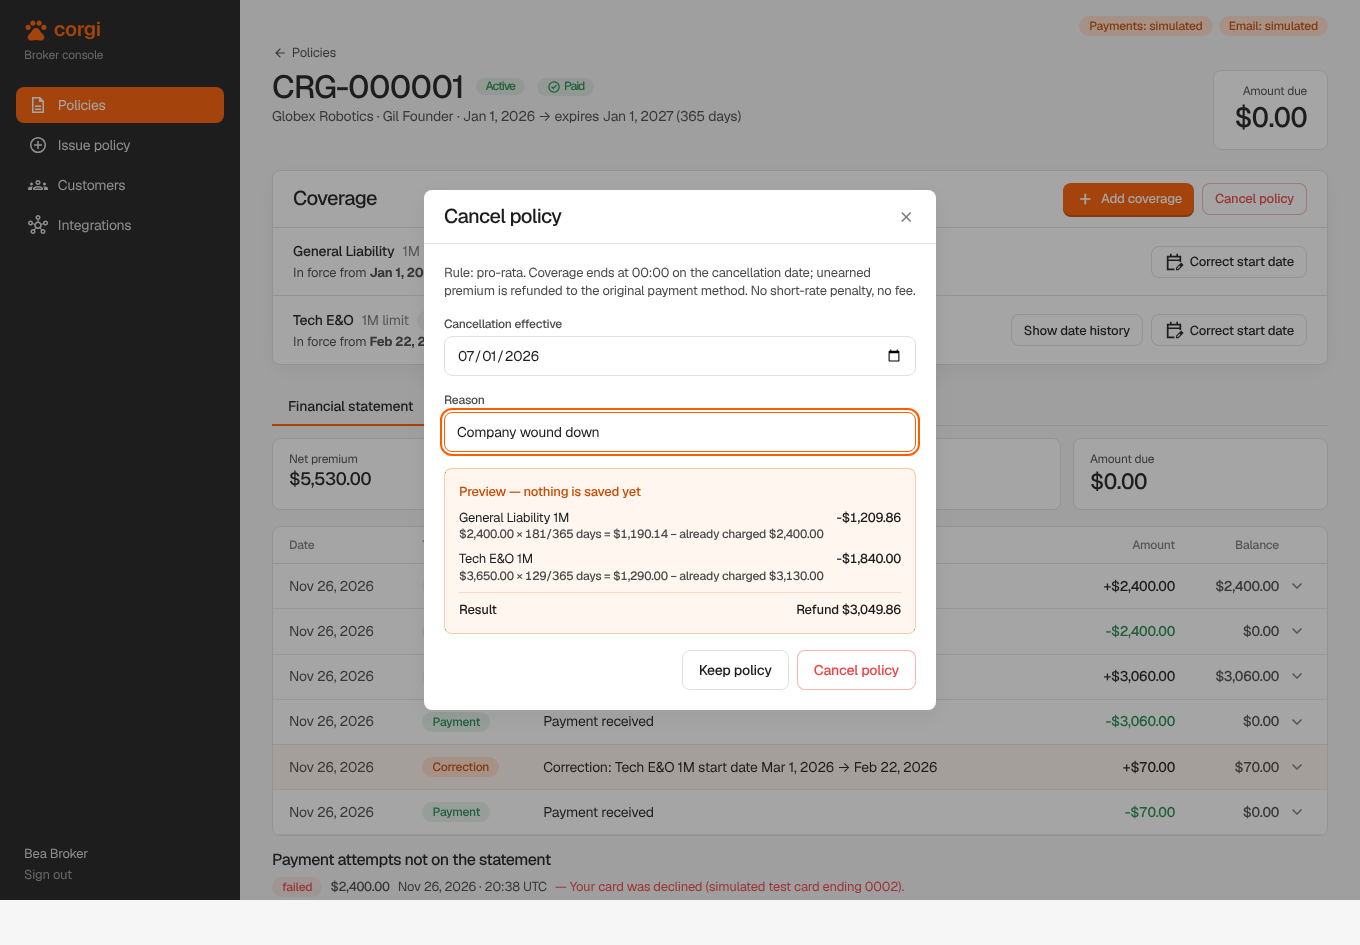 corgi
Broker console
Policies
Issue policy
Customers
Integrations
Bea Broker
Sign out
Payments: simulated
Email: simulated
← Policies
CRG-000001
Active
Paid
Globex Robotics · Gil Founder · Jan 1, 2026 → expires Jan 1, 2027 (365 days)
Amount due
$0.00
Coverage
+ Add coverage
Cancel policy
General Liability 1M
In force from Jan 1, 20
Correct start date
Tech E&O 1M limit
In force from Feb 22, 2
Show date history
Correct start date
Financial statement
Net premium
$5,530.00
Amount due
$0.00
Cancel policy
Rule: pro-rata. Coverage ends at 00:00 on the cancellation date; unearned
premium is refunded to the original payment method. No short-rate penalty, no fee.
Cancellation effective
07/01/2026
Reason
Company wound down
Preview — nothing is saved yet
General Liability 1M -$1,209.86
$2,400.00 × 181/365 days = $1,190.14 – already charged $2,400.00
Tech E&O 1M -$1,840.00
$3,650.00 × 129/365 days = $1,290.00 – already charged $3,130.00
Result Refund $3,049.86
Keep policy
Cancel policy
Date Amount Balance
Nov 26, 2026 +$2,400.00 $2,400.00
Nov 26, 2026 -$2,400.00 $0.00
Nov 26, 2026 +$3,060.00 $3,060.00
Nov 26, 2026 Payment Payment received -$3,060.00 $0.00
Nov 26, 2026 Correction Correction: Tech E&O 1M start date Mar 1, 2026 → Feb 22, 2026 +$70.00 $70.00
Nov 26, 2026 Payment Payment received -$70.00 $0.00
Payment attempts not on the statement
failed $2,400.00 Nov 26, 2026 · 20:38 UTC — Your card was declined (simulated test card ending 0002).